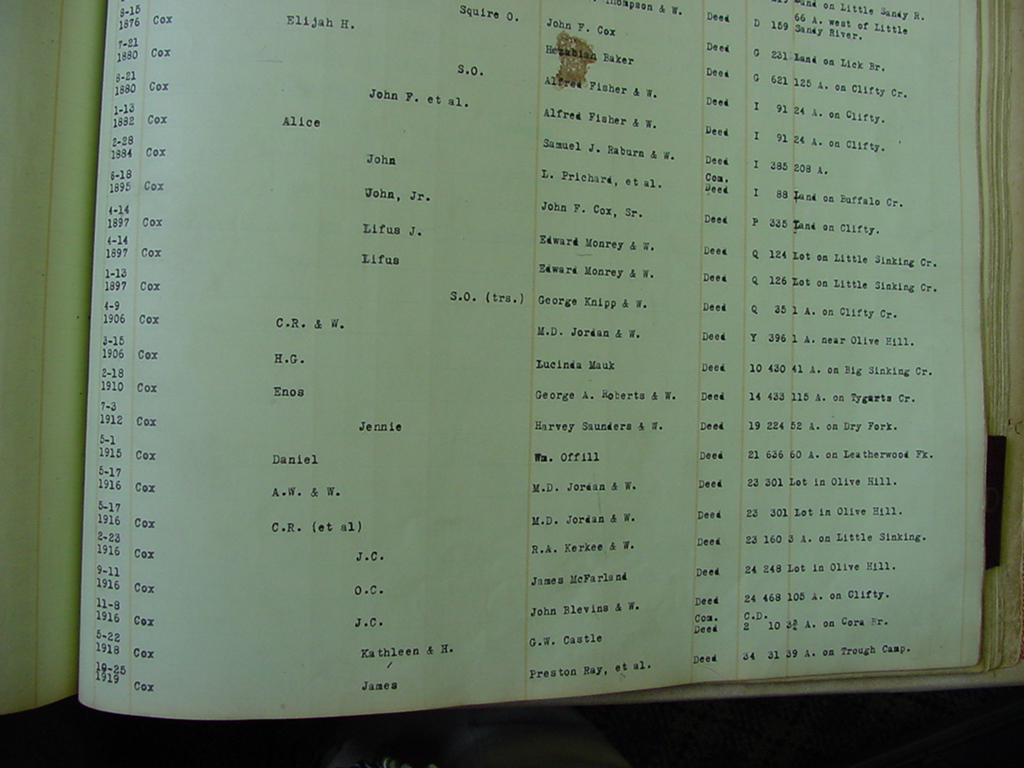 Thompson & W. Deed D 159 66 A. west of Little Sandy River.
Land on Little Sandy R.
Squire O. John F. Cox Deed G 231 Land on Lick Br.
8-15 1876 Cox Elijah H. Baker Deed G 621 125 A. on Clifty Cr.
7-21 1880 Cox S.O. Alfred Fisher & W. Deed I 91 24 A. on Clifty.
8-21 1880 Cox John F. et al. Alfred Fisher & W. Deed I 91 24 A. on Clifty.
1-13 1882 Cox Alice Samuel J. Raburn & W. Deed I 385 208 A.
2-28 1884 Cox John L. Prichard, et al. Com. Deed I 88 Land on Buffalo Cr.
6-18 1895 Cox John, Jr. John F. Cox, Sr. Deed P 335 Land on Clifty.
4-14 1897 Cox Lifus J. Edward Monrey & W. Deed Q 124 Lot on Little Sinking Cr.
4-14 1897 Cox Lifus Edward Monrey & W. Deed Q 126 Lot on Little Sinking Cr.
1-13 1897 Cox S.O. (trs.) George Knipp & W. Deed Q 35 1 A. on Clifty Cr.
4-9 1906 Cox C.R. & W. M.D. Jordan & W. Deed Y 396 1 A. near Olive Hill.
3-15 1906 Cox H.G. Lucinda Mauk Deed 10 430 41 A. on Big Sinking Cr.
2-18 1910 Cox Enos George A. Roberts & W. Deed 14 433 115 A. on Tygarts Cr.
7-3 1912 Cox Jennie Harvey Saunders & W. Deed 19 224 52 A. on Dry Fork.
5-1 1915 Cox Daniel Wm. Offill Deed 21 636 60 A. on Leatherwood Fk.
5-17 1916 Cox A.W. & W. M.D. Jordan & W. Deed 23 301 Lot in Olive Hill.
5-17 1916 Cox C.R. (et al) M.D. Jordan & W. Deed 23 301 Lot in Olive Hill.
2-23 1916 Cox J.C. R.A. Kerkee & W. Deed 23 160 3 A. on Little Sinking.
9-11 1916 Cox O.C. James McFarland Deed 24 248 Lot in Olive Hill.
11-8 1916 Cox J.C. John Blevins & W. Deed 24 468 105 A. on Clifty.
5-22 1918 Cox Kathleen & H. G.W. Castle Com. Deed C.D. 2 10 A. on Cora Br.
10-25 1919 Cox James Preston Ray, et al. Deed 34 31 39 A. on Trough Camp.